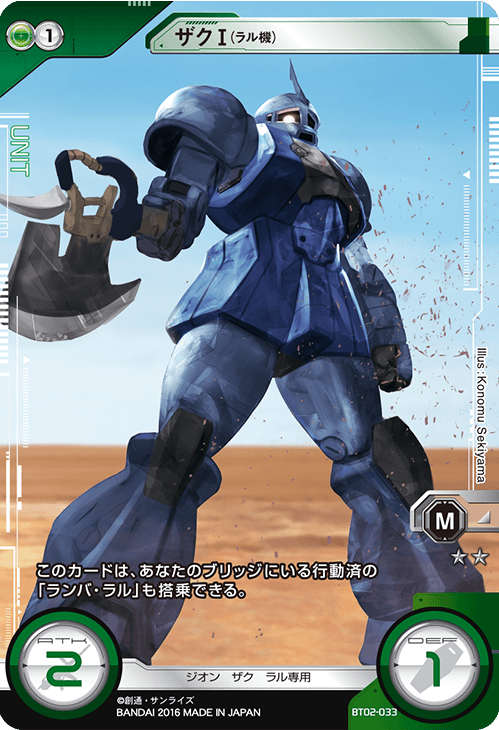 1
ザクⅠ(ラル機)
UNIT
Illus : Konomu Sekiyama
M
このカードは、あなたのブリッジにいる行動済の
「ランバ・ラル」も搭乗できる。
ATK
2
DEF
1
ジオン ザク ラル専用
©創通・サンライズ
BANDAI 2016 MADE IN JAPAN
BT02-033